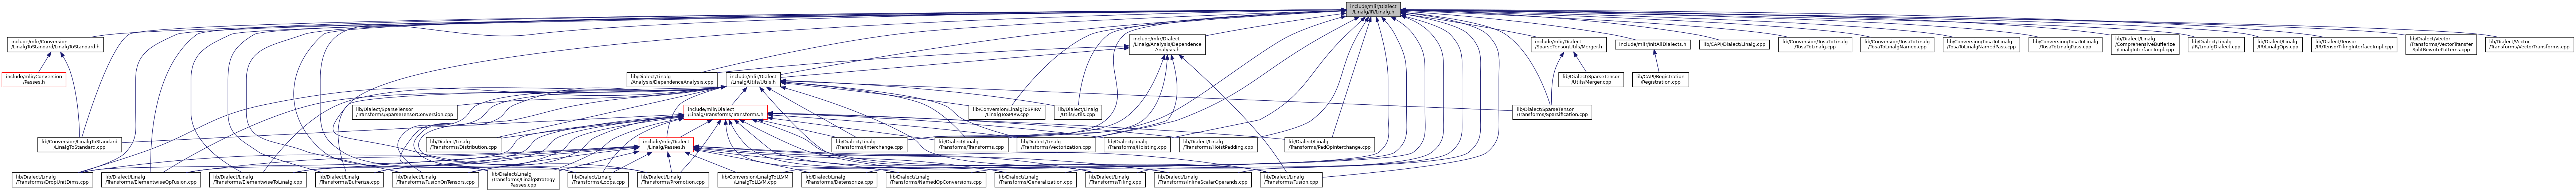 include/mlir/Dialect
/Linalg/IR/Linalg.h
include/mlir/Conversion
/LinalgToStandard/LinalgToStandard.h
include/mlir/Dialect
/Linalg/Analysis/Dependence
Analysis.h
include/mlir/Dialect
/SparseTensor/Utils/Merger.h
include/mlir/InitAllDialects.h
lib/CAPI/Dialect/Linalg.cpp
lib/Conversion/TosaToLinalg
/TosaToLinalg.cpp
lib/Conversion/TosaToLinalg
/TosaToLinalgNamed.cpp
lib/Conversion/TosaToLinalg
/TosaToLinalgNamedPass.cpp
lib/Conversion/TosaToLinalg
/TosaToLinalgPass.cpp
lib/Dialect/Linalg
/ComprehensiveBufferize
/LinalgInterfaceImpl.cpp
lib/Dialect/Linalg
/IR/LinalgDialect.cpp
lib/Dialect/Linalg
/IR/LinalgOps.cpp
lib/Dialect/Tensor
/IR/TensorTilingInterfaceImpl.cpp
lib/Dialect/Vector
/Transforms/VectorTransfer
SplitRewritePatterns.cpp
lib/Dialect/Vector
/Transforms/VectorTransforms.cpp
include/mlir/Conversion
/Passes.h
lib/Dialect/Linalg
/Analysis/DependenceAnalysis.cpp
include/mlir/Dialect
/Linalg/Utils/Utils.h
lib/Dialect/SparseTensor
/Utils/Merger.cpp
lib/CAPI/Registration
/Registration.cpp
lib/Dialect/SparseTensor
/Transforms/SparseTensorConversion.cpp
include/mlir/Dialect
/Linalg/Transforms/Transforms.h
lib/Conversion/LinalgToSPIRV
/LinalgToSPIRV.cpp
lib/Dialect/Linalg
/Utils/Utils.cpp
lib/Dialect/SparseTensor
/Transforms/Sparsification.cpp
lib/Conversion/LinalgToStandard
/LinalgToStandard.cpp
lib/Dialect/Linalg
/Transforms/Distribution.cpp
include/mlir/Dialect
/Linalg/Passes.h
lib/Dialect/Linalg
/Transforms/Interchange.cpp
lib/Dialect/Linalg
/Transforms/Transforms.cpp
lib/Dialect/Linalg
/Transforms/Vectorization.cpp
lib/Dialect/Linalg
/Transforms/Hoisting.cpp
lib/Dialect/Linalg
/Transforms/HoistPadding.cpp
lib/Dialect/Linalg
/Transforms/PadOpInterchange.cpp
lib/Dialect/Linalg
/Transforms/DropUnitDims.cpp
lib/Dialect/Linalg
/Transforms/ElementwiseOpFusion.cpp
lib/Dialect/Linalg
/Transforms/ElementwiseToLinalg.cpp
lib/Dialect/Linalg
/Transforms/Bufferize.cpp
lib/Dialect/Linalg
/Transforms/FusionOnTensors.cpp
lib/Dialect/Linalg
/Transforms/LinalgStrategy
Passes.cpp
lib/Dialect/Linalg
/Transforms/Loops.cpp
lib/Dialect/Linalg
/Transforms/Promotion.cpp
lib/Conversion/LinalgToLLVM
/LinalgToLLVM.cpp
lib/Dialect/Linalg
/Transforms/Detensorize.cpp
lib/Dialect/Linalg
/Transforms/NamedOpConversions.cpp
lib/Dialect/Linalg
/Transforms/Generalization.cpp
lib/Dialect/Linalg
/Transforms/Tiling.cpp
lib/Dialect/Linalg
/Transforms/InlineScalarOperands.cpp
lib/Dialect/Linalg
/Transforms/Fusion.cpp